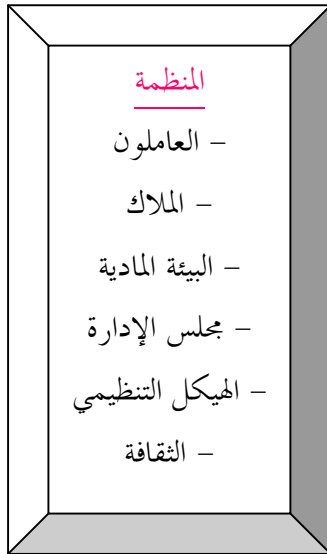 المنظمة
– العاملون
– الملاك
– البيئة المادية
– مجلس الإدارة
– الهيكل التنظيمي
– الثقافة